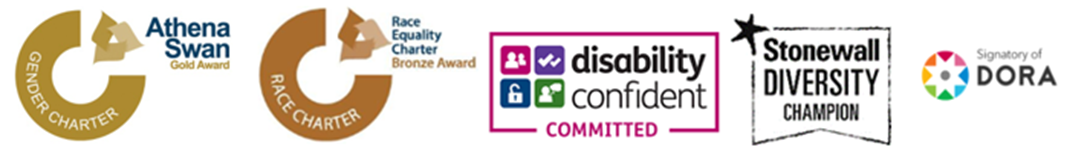 GENDER CHARTER
Athena
Swan
Gold Award
RACE CHARTER
Race
Equality
Charter
Bronze Award
disability
confident
COMMITTED
Stonewall
DIVERSITY
CHAMPION
Signatory of
DORA